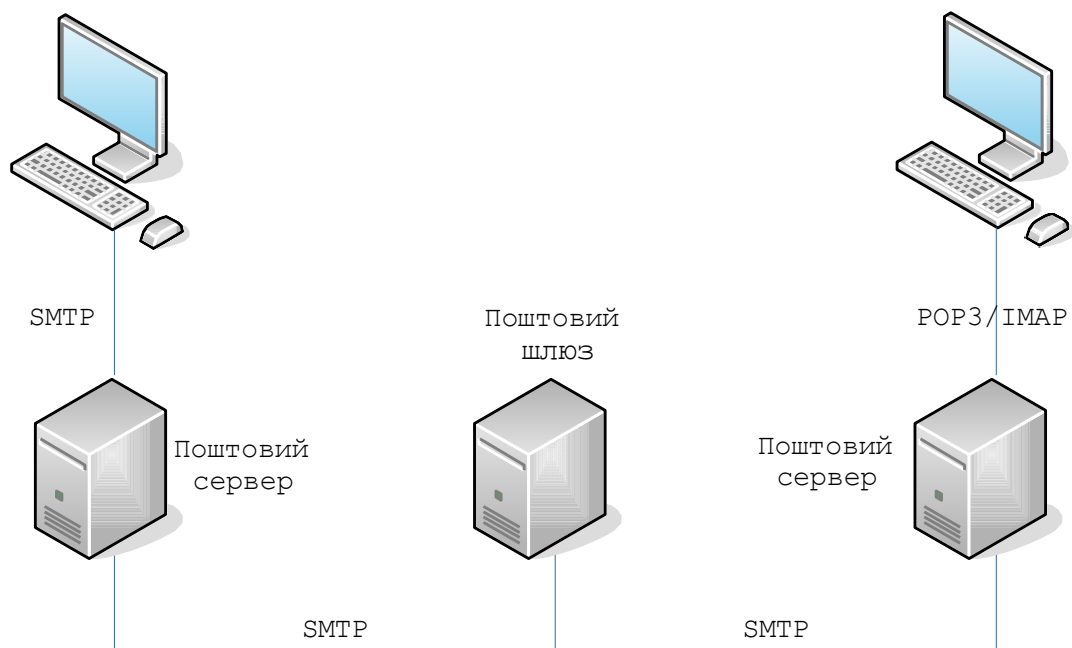 SMTP
Поштовий
шлюз
POP3/IMAP
Поштовий
сервер
Поштовий
сервер
SMTP
SMTP